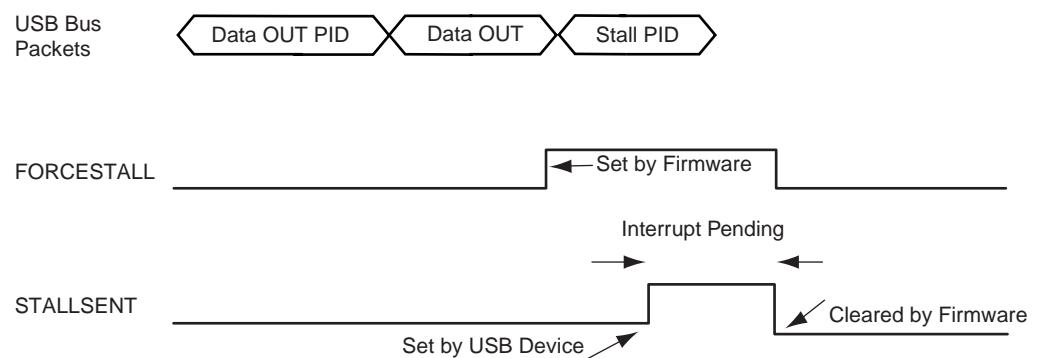 USB Bus
Packets
Data OUT PID
Data OUT
Stall PID
FORCESTALL
Set by Firmware
Interrupt Pending
STALLSENT
Cleared by Firmware
Set by USB Device